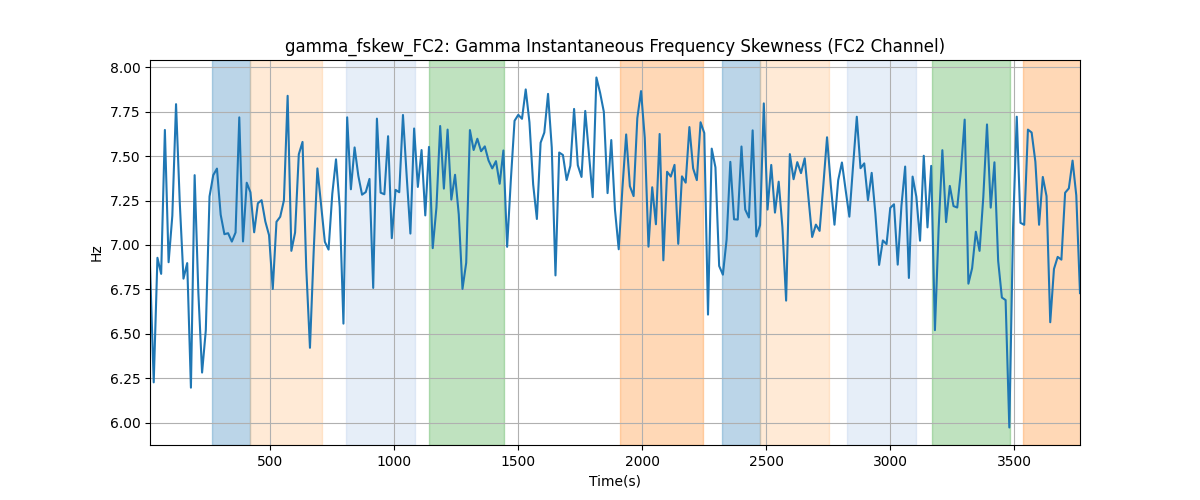 gamma_fskew_FC2: Gamma Instantaneous Frequency Skewness (FC2 Channel)
8.00
7.75
7.50
7.25
7.00
6.75
6.50
6.25
6.00
Hz
500 1000 1500 2000 2500 3000 3500
Time(s)